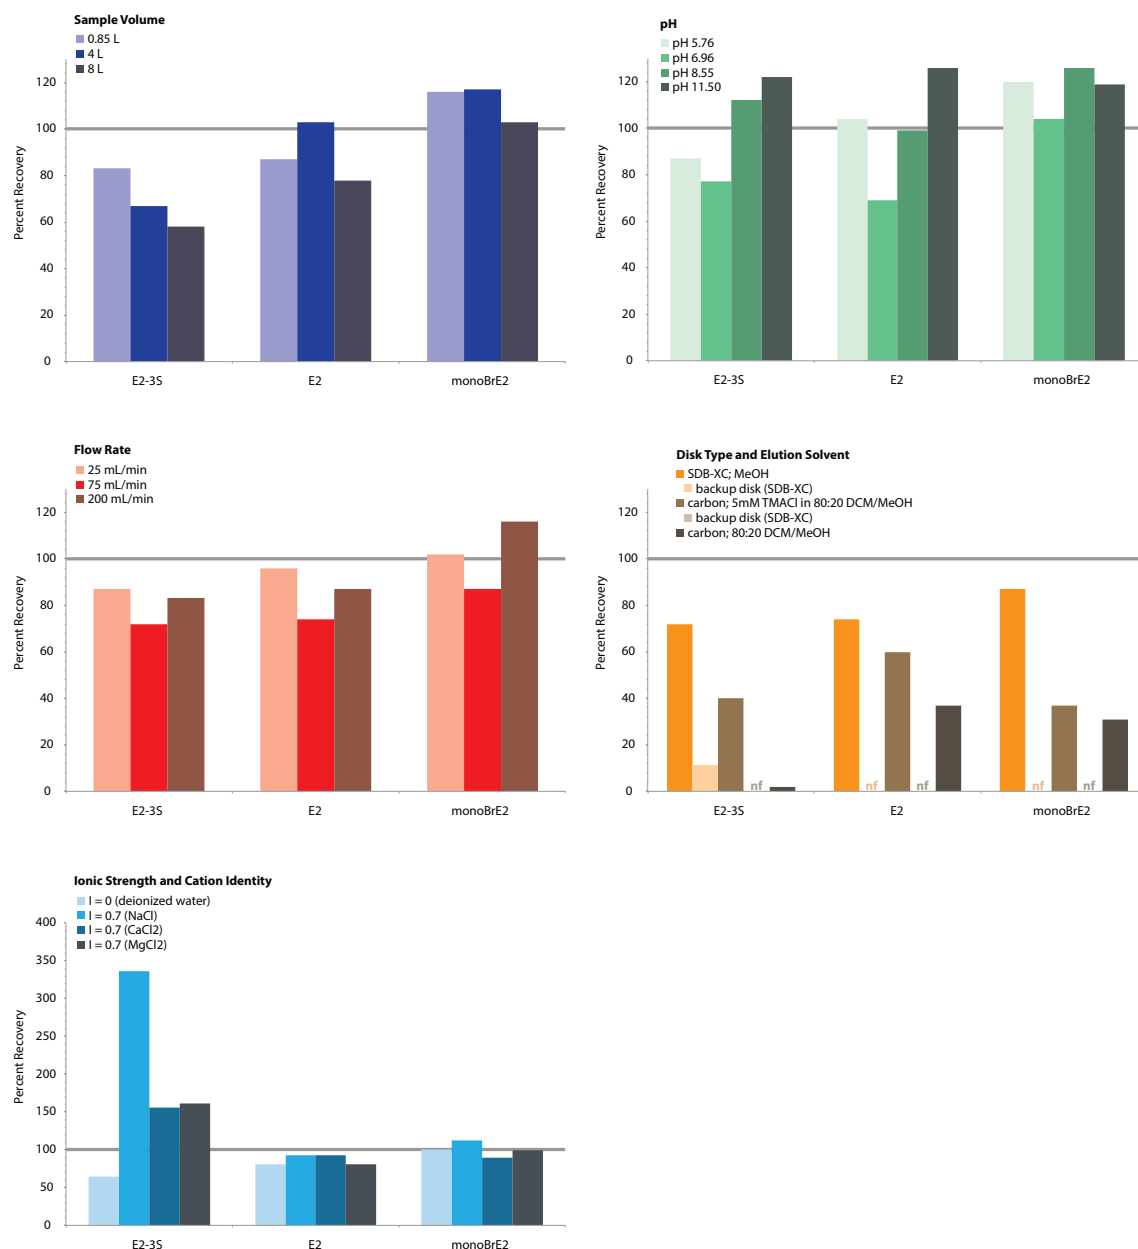 Sample Volume
0.85 L
4 L
8 L
120
100
80
60
40
20
0
Percent Recovery
E2-3S E2 monoBrE2
pH
pH 5.76
pH 6.96
pH 8.55
pH 11.50
120
100
80
60
40
20
0
Percent Recovery
E2-3S E2 monoBrE2
Flow Rate
25 mL/min
75 mL/min
200 mL/min
120
100
80
60
40
20
0
Percent Recovery
E2-3S E2 monoBrE2
Disk Type and Elution Solvent
SDB-XC; MeOH
backup disk (SDB-XC)
carbon; 5mM TMACl in 80:20 DCM/MeOH
backup disk (SDB-XC)
carbon; 80:20 DCM/MeOH
120
100
80
60
40
20
0
Percent Recovery
nf nf nf nf nf
E2-3S E2 monoBrE2
Ionic Strength and Cation Identity
I = 0 (deionized water)
I = 0.7 (NaCl)
I = 0.7 (CaCl2)
I = 0.7 (MgCl2)
400
350
300
250
200
150
100
50
0
Percent Recovery
E2-3S E2 monoBrE2